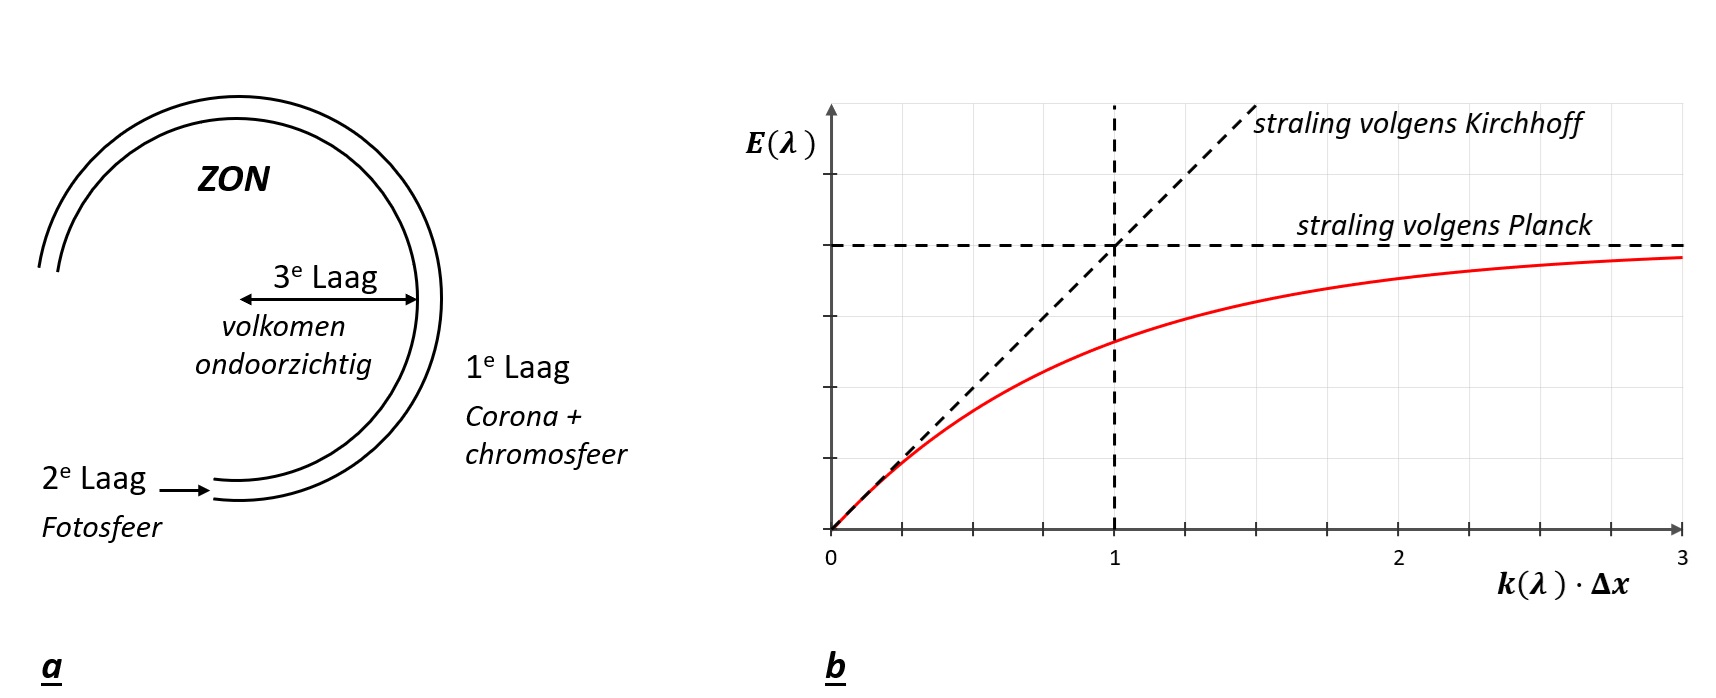 ZON
3ᵉ Laag
volkomen
ondoorzichtig
1ᵉ Laag
Corona +
chromosfeer
2ᵉ Laag
Fotosfeer
a
E(λ)
straling volgens Kirchhoff
straling volgens Planck
0 1 2 3
k(λ) · Δx
b